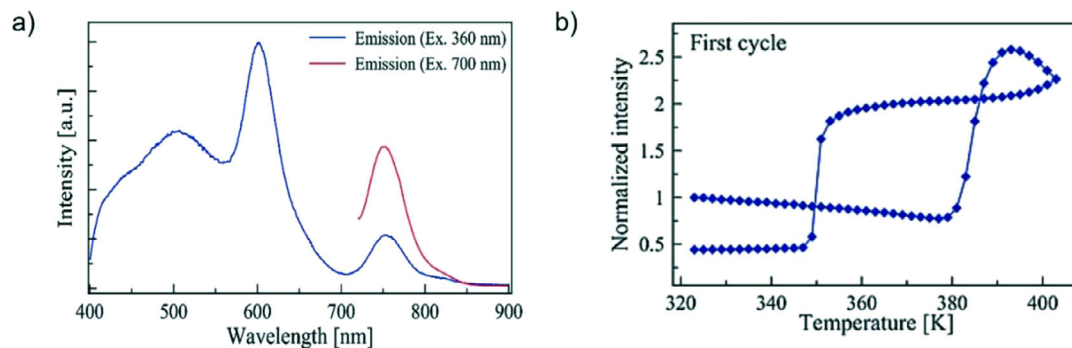 a)
Intensity [a.u.]
Emission (Ex. 360 nm)
Emission (Ex. 700 nm)
400 500 600 700 800 900
Wavelength [nm]
b)
Normalized intensity
First cycle
2.5
2
1.5
1
0.5
320 340 360 380 400
Temperature [K]